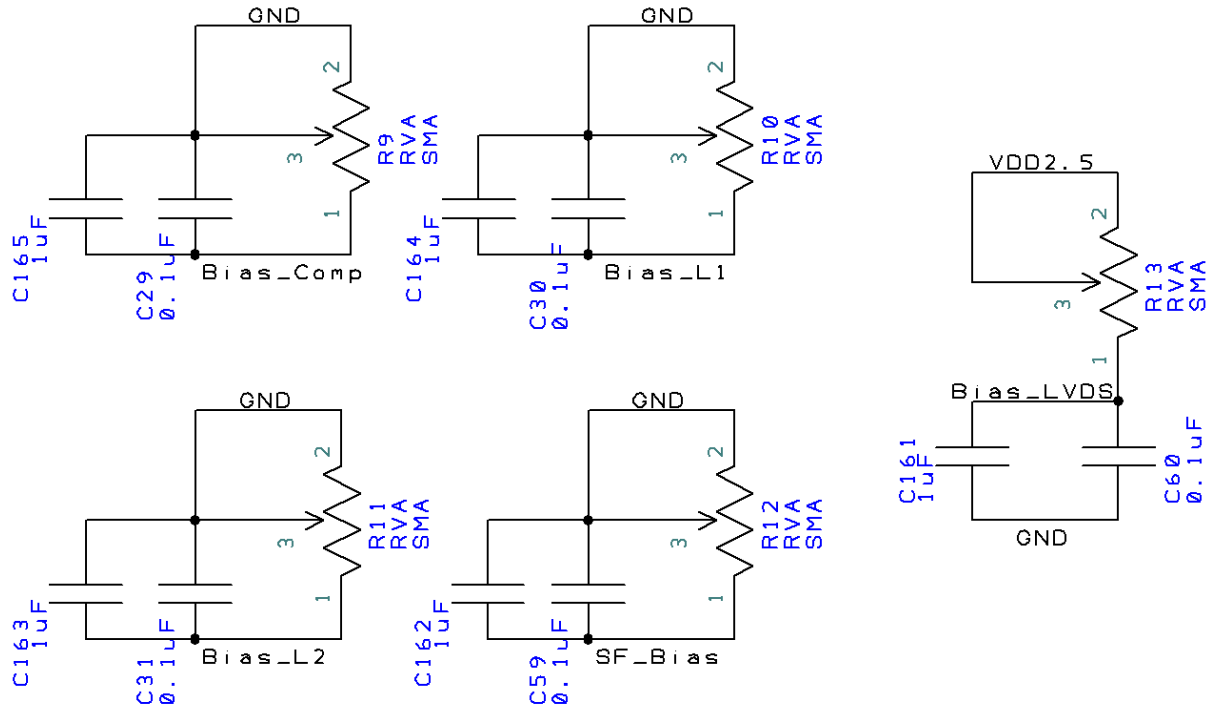 GND
2
R9
RVA
SMA
3
1
C165
1uF
C29
0.1uF
Bias_Comp
GND
2
R10
RVA
SMA
3
1
C164
1uF
C30
0.1uF
Bias_L1
VDD2.5
2
R13
RVA
SMA
3
1
Bias_LVDS
C161
1uF
C60
0.1uF
GND
GND
2
R11
RVA
SMA
3
1
C163
1uF
C31
0.1uF
Bias_L2
GND
2
R12
RVA
SMA
3
1
C162
1uF
C59
0.1uF
SF_Bias